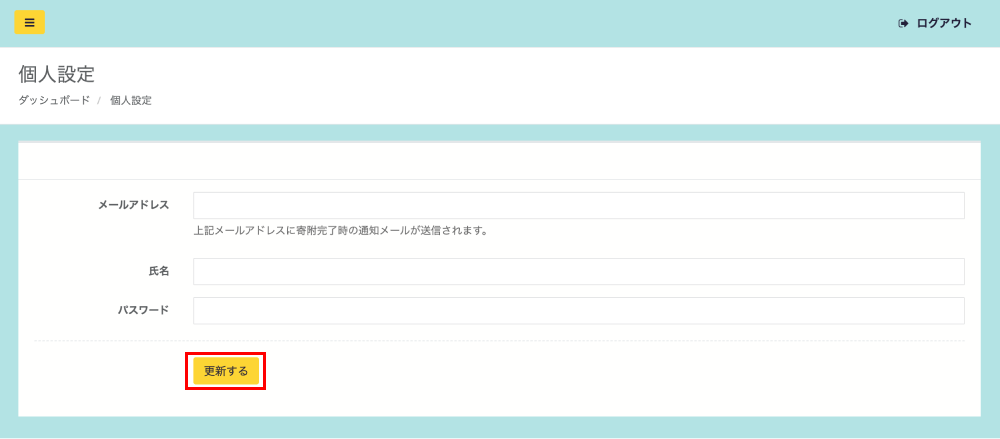 ログアウト
個人設定
ダッシュボード / 個人設定
メールアドレス
上記メールアドレスに寄附完了時の通知メールが送信されます。
氏名
パスワード
更新する